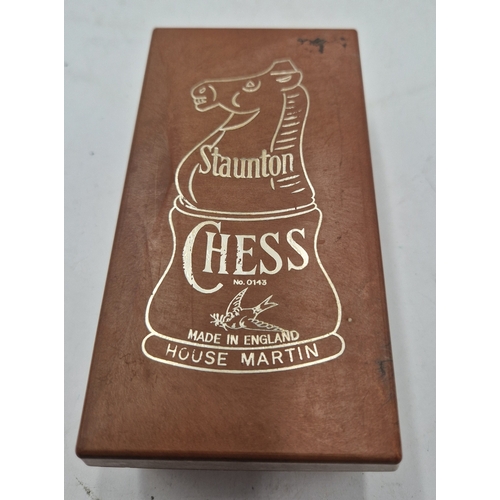 Staunton
CHESS
No. 0143
MADE IN ENGLAND
HOUSE MARTIN